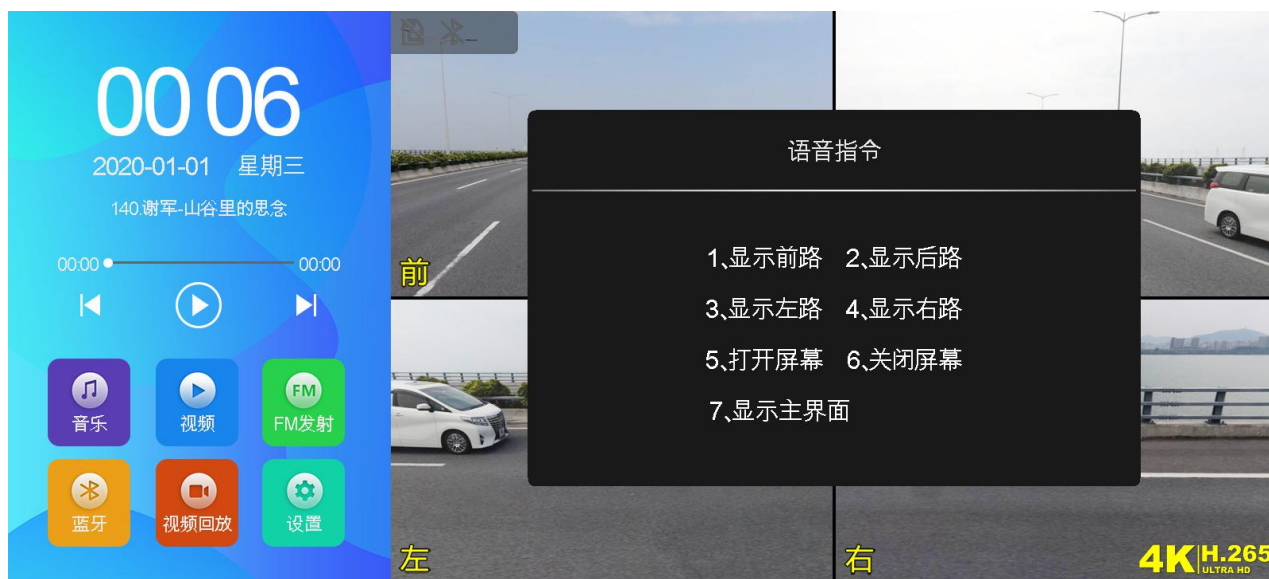 00 06
2020-01-01 星期三
140.谢军-山谷里的思念
00:00 00:00
音乐 视频 FM FM发射
蓝牙 视频回放 设置
语音指令
1、显示前路 2、显示后路
3、显示左路 4、显示右路
5、打开屏幕 6、关闭屏幕
7、显示主界面
前
左
右
4K H.265
ULTRA HD